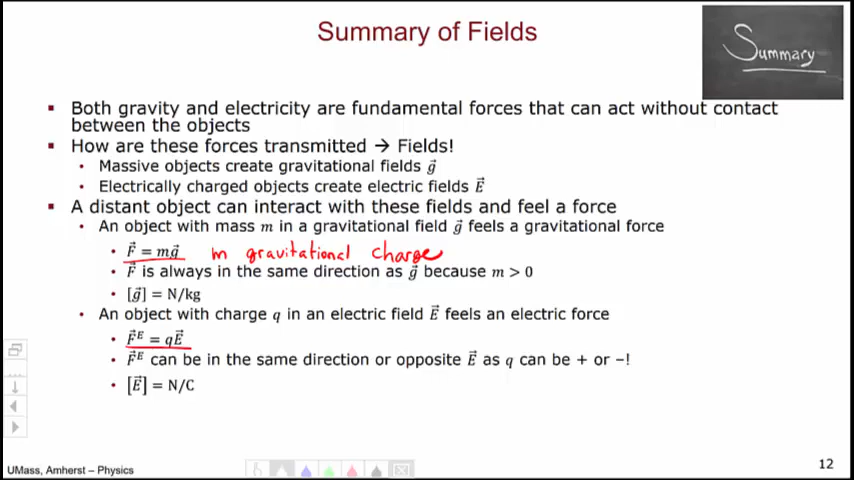 Summary of Fields
Summary
▪ Both gravity and electricity are fundamental forces that can act without contact
between the objects
▪ How are these forces transmitted → Fields!
• Massive objects create gravitational fields g⃗
• Electrically charged objects create electric fields E⃗
▪ A distant object can interact with these fields and feel a force
• An object with mass m in a gravitational field g⃗ feels a gravitational force
• F⃗ = mg⃗ m gravitational charge
• F⃗ is always in the same direction as g⃗ because m > 0
• [g⃗] = N/kg
• An object with charge q in an electric field E⃗ feels an electric force
• F⃗ᴱ = qE⃗
• F⃗ᴱ can be in the same direction or opposite E⃗ as q can be + or −!
• [E⃗] = N/C
UMass, Amherst – Physics
12